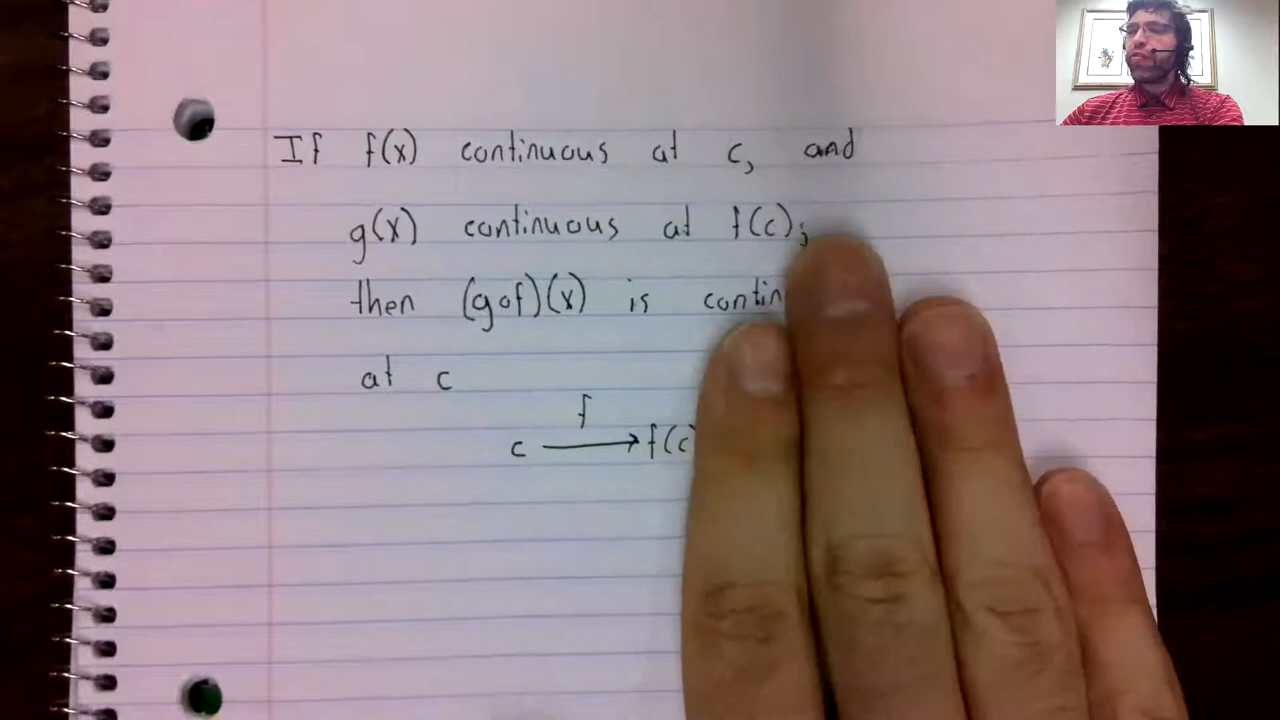 If f(x) continuous at c, and
g(x) continuous at f(c);
then (g∘f)(x) is contin
at c
f
c → f(c)